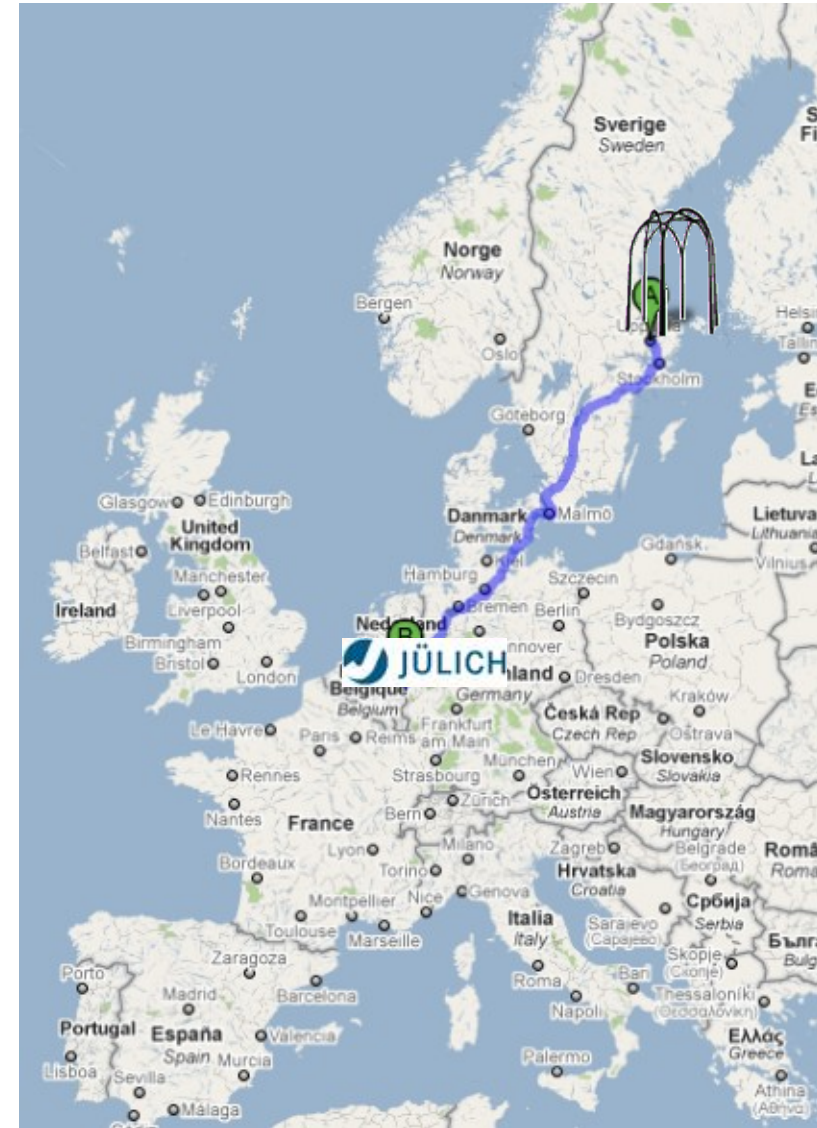 Sverige
Sweden
Norge
Norway
Bergen
Oslo
Stockholm
Göteborg
Glasgow
Edinburgh
Danmark
Denmark
Malmö
Lietuva
Lithuania
Vilnius
United
Kingdom
Belfast
Gdańsk
Hamburg
Szczecin
Manchester
Ireland
Liverpool
Bremen
Berlin
Bydgoszcz
Polska
Poland
Birmingham
Bristol
London
JÜLICH
Dresden
Belgique
Belgium
Germany
Kraków
Česká Rep
Czech Rep
Ostrava
Le Havre
Paris
Reims
Frankfurt
am Main
Slovensko
Slovakia
München
Wien
Rennes
Strasbourg
Österreich
Austria
Zürich
Nantes
Bern
Magyarország
Hungary
France
Lyon
Milano
Zagreb
Belgrade
(Београд)
Bordeaux
Torino
Hrvatska
Croatia
Montpellier
Nice
Genova
Србија
Serbia
Toulouse
Marseille
Italia
Italy
Sarajevo
(Сарајево)
Zaragoza
Skopje
(Скопје)
Porto
Roma
Bari
Madrid
Barcelona
Napoli
Thessaloniki
(Θεσσαλονίκη)
Portugal
España
Spain
Valencia
Ελλάς
Greece
Lisboa
Murcia
Palermo
Sevilla
Málaga
Athina
(Αθήνα)